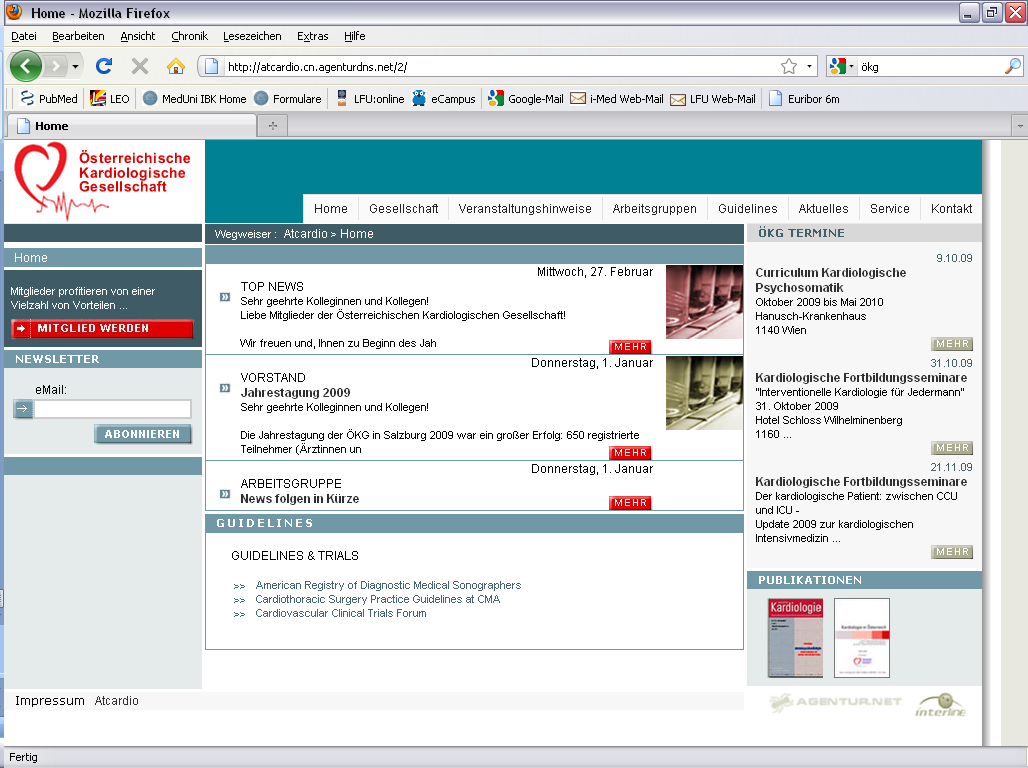 Home - Mozilla Firefox
Datei Bearbeiten Ansicht Chronik Lesezeichen Extras Hilfe
http://atcardio.cn.agenturdns.net/2/
ökg
PubMed LEO MedUni IBK Home Formulare LFU:online eCampus Google-Mail i-Med Web-Mail LFU Web-Mail Euribor 6m
Home
Österreichische
Kardiologische
Gesellschaft
Home Gesellschaft Veranstaltungshinweise Arbeitsgruppen Guidelines Aktuelles Service Kontakt
Wegweiser : Atcardio > Home
Home
Mitglieder profitieren von einer
Vielzahl von Vorteilen ...
MITGLIED WERDEN
NEWSLETTER
eMail:
ABONNIEREN
Mittwoch, 27. Februar
TOP NEWS
Sehr geehrte Kolleginnen und Kollegen!
Liebe Mitglieder der Österreichischen Kardiologischen Gesellschaft!
Wir freuen und, Ihnen zu Beginn des Jah
MEHR
Donnerstag, 1. Januar
VORSTAND
Jahrestagung 2009
Sehr geehrte Kolleginnen und Kollegen!
Die Jahrestagung der ÖKG in Salzburg 2009 war ein großer Erfolg: 650 registrierte
Teilnehmer (Ärztinnen un
MEHR
Donnerstag, 1. Januar
ARBEITSGRUPPE
News folgen in Kürze
MEHR
GUIDELINES
GUIDELINES & TRIALS
>> American Registry of Diagnostic Medical Sonographers
>> Cardiothoracic Surgery Practice Guidelines at CMA
>> Cardiovascular Clinical Trials Forum
ÖKG TERMINE
9.10.09
Curriculum Kardiologische
Psychosomatik
Oktober 2009 bis Mai 2010
Hanusch-Krankenhaus
1140 Wien
MEHR
31.10.09
Kardiologische Fortbildungsseminare
"Interventionelle Kardiologie für Jedermann"
31. Oktober 2009
Hotel Schloss Wilhelminenberg
1160 ...
MEHR
21.11.09
Kardiologische Fortbildungsseminare
Der kardiologische Patient: zwischen CCU
und ICU -
Update 2009 zur kardiologischen
Intensivmedizin ...
MEHR
PUBLIKATIONEN
Kardiologie
Kardiologie in Österreich
Impressum Atcardio
AGENTUR.NET
interline
Fertig